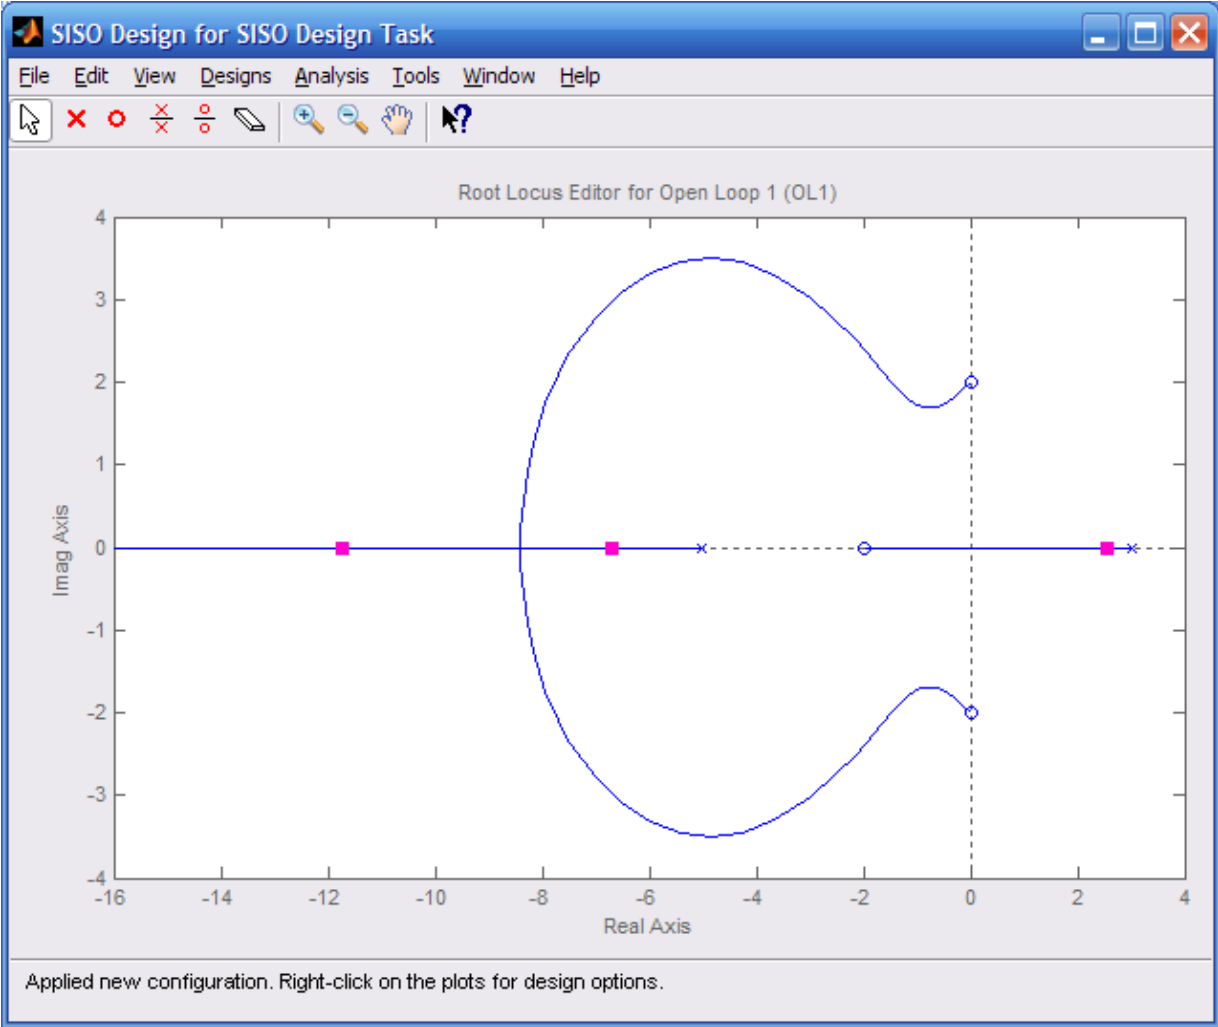 SISO Design for SISO Design Task
File Edit View Designs Analysis Tools Window Help
Root Locus Editor for Open Loop 1 (OL1)
4
3
2
1
0
-1
-2
-3
-4
Imag Axis
-16 -14 -12 -10 -8 -6 -4 -2 0 2 4
Real Axis
Applied new configuration. Right-click on the plots for design options.